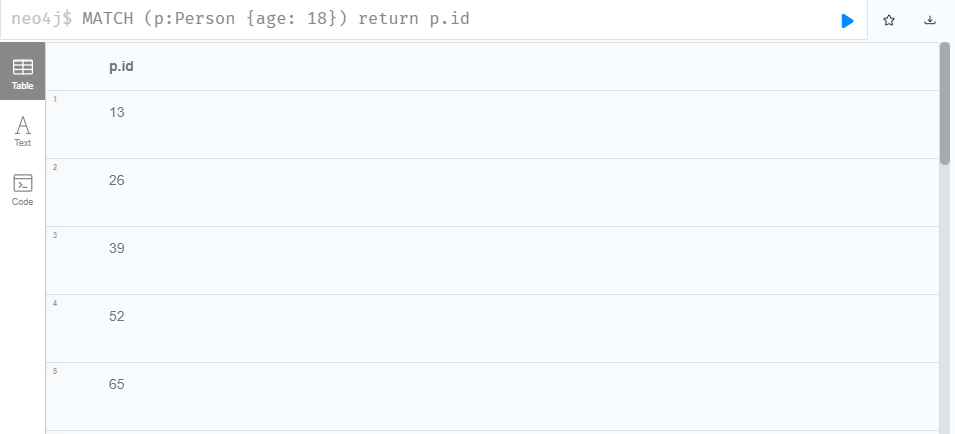 neo4j$ MATCH (p:Person {age: 18}) return p.id
Table
Text
Code
p.id
1
13
2
26
3
39
4
52
5
65